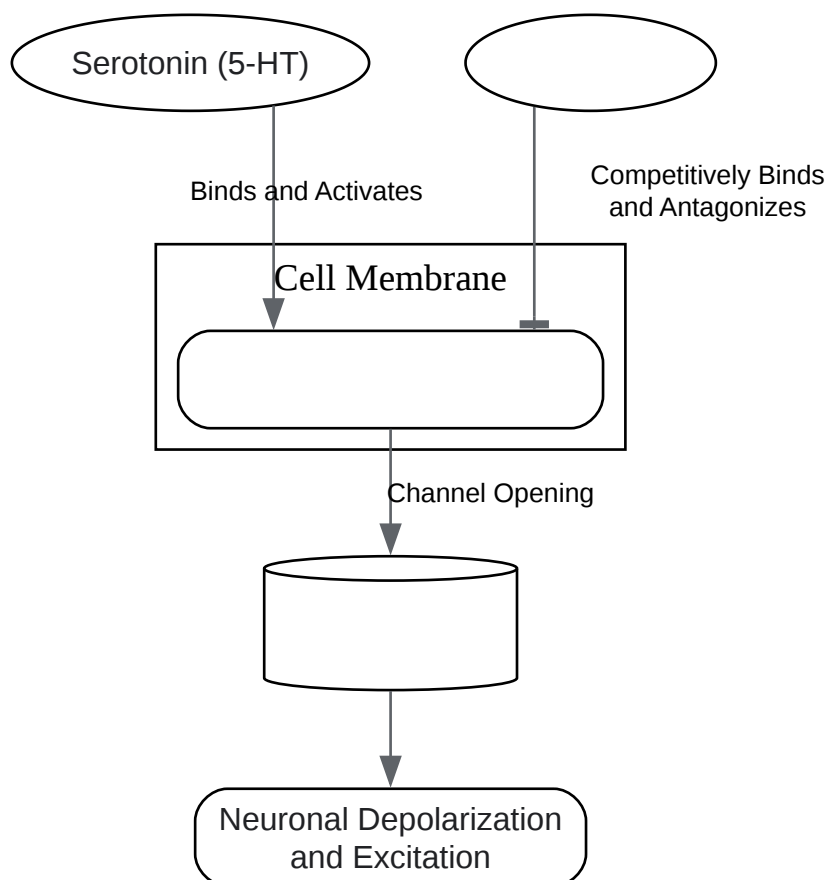 Serotonin (5-HT)
Binds and Activates
Competitively Binds
and Antagonizes
Cell Membrane
Channel Opening
Neuronal Depolarization
and Excitation